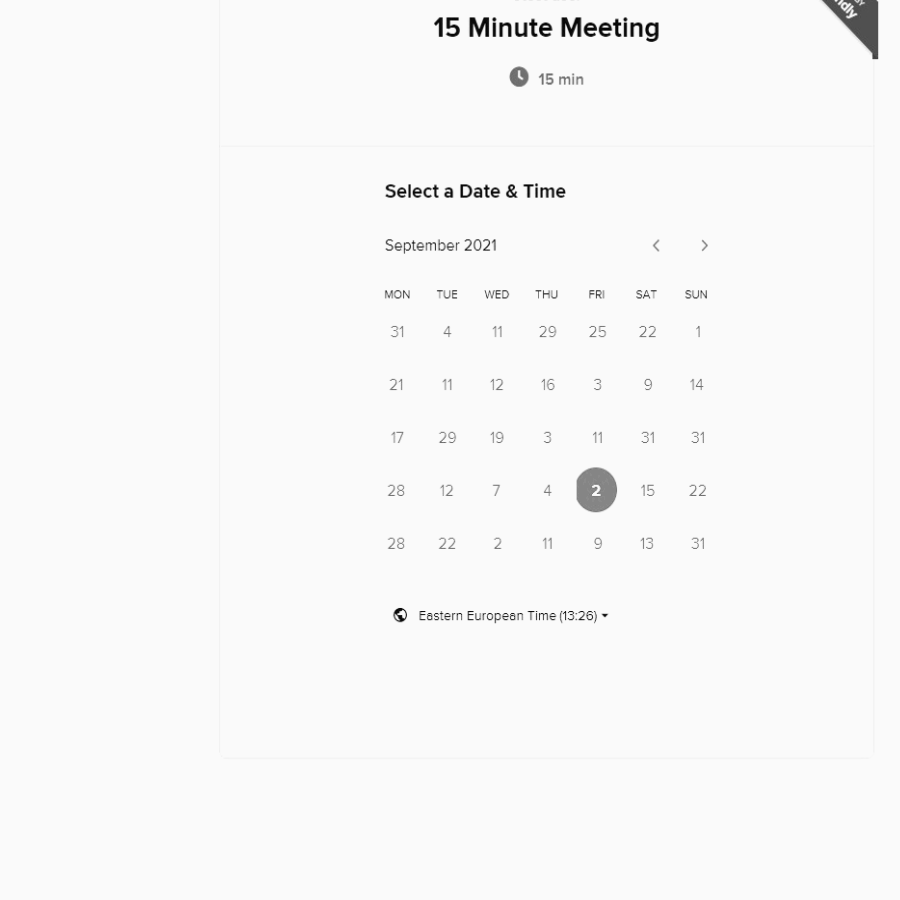 15 Minute Meeting
15 min
Select a Date & Time
September 2021
MON TUE WED THU FRI SAT SUN
31 4 11 29 25 22 1
21 11 12 16 3 9 14
17 29 19 3 11 31 31
28 12 7 4 2 15 22
28 22 2 11 9 13 31
Eastern European Time (13:26)